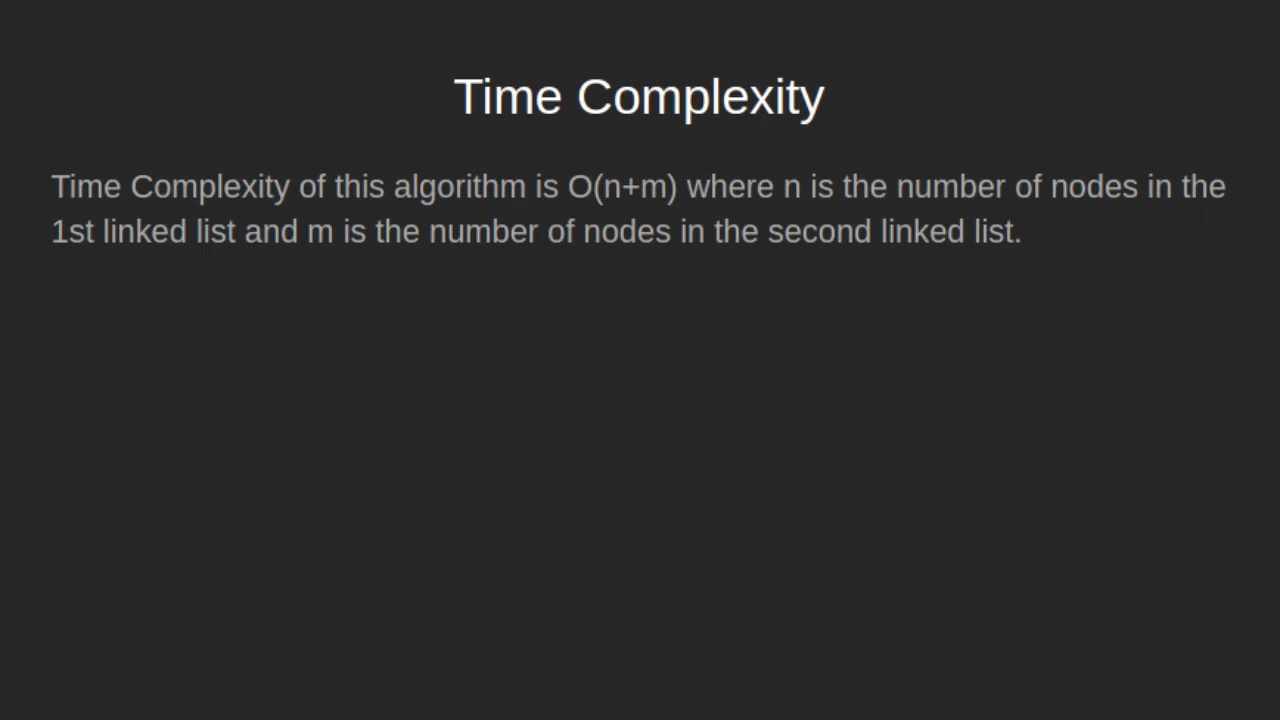 Time Complexity
Time Complexity of this algorithm is O(n+m) where n is the number of nodes in the
1st linked list and m is the number of nodes in the second linked list.